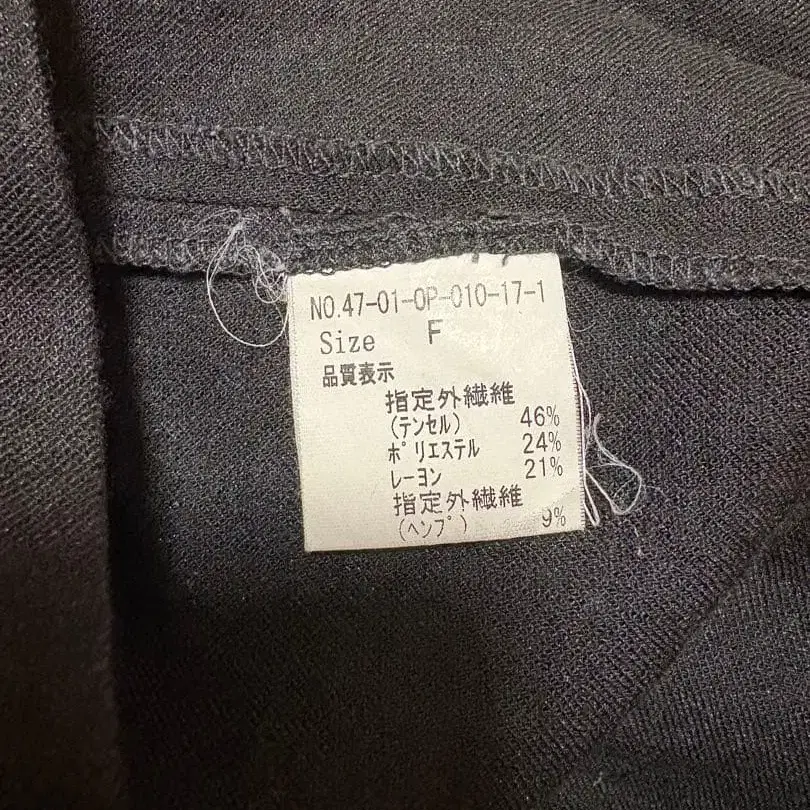 NO.47-01-OP-010-17-1
Size F
品質表示
指定外繊維
(テンセル) 46%
ポリエステル 24%
レーヨン 21%
指定外繊維
(ヘンプ) 9%